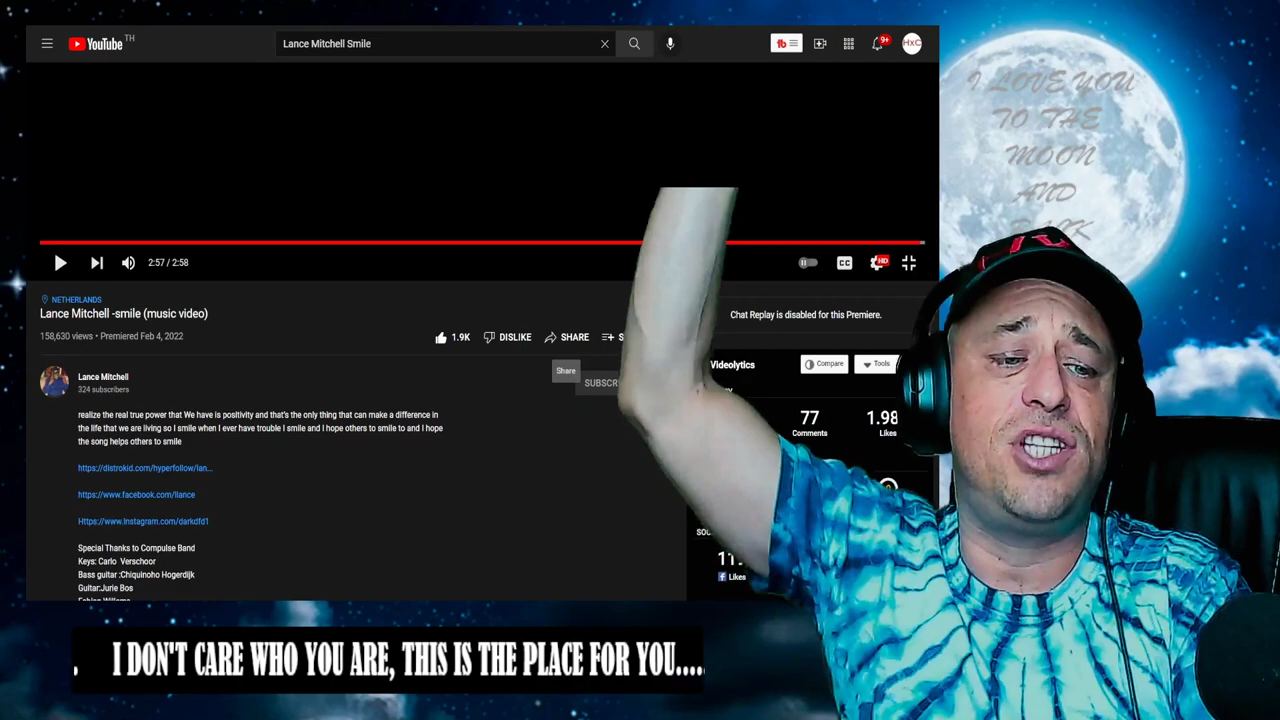 YouTube TH
Lance Mitchell Smile
9+
HxC
I LOVE YOU
TO THE
MOON
AND
2:57 / 2:58
CC
HD
NETHERLANDS
Lance Mitchell -smile (music video)
158,630 views • Premiered Feb 4, 2022
1.9K
DISLIKE
SHARE
Chat Replay is disabled for this Premiere.
Lance Mitchell
324 subscribers
Share
Videolytics
Compare
Tools
realize the real true power that We have is positivity and that's the only thing that can make a difference in
the life that we are living so I smile when I ever have trouble I smile and I hope others to smile to and I hope
the song helps others to smile
77
Comments
1.98
Likes
https://distrokid.com/hyperfollow/lan...
https://www.facebook.com/llance
Https://www.Instagram.com/darkdfd1
Special Thanks to Compulse Band
Keys: Carlo Verschoor
Bass guitar :Chiquinoho Hogerdijk
Guitar:Jurie Bos
Likes
. I DON'T CARE WHO YOU ARE, THIS IS THE PLACE FOR YOU....